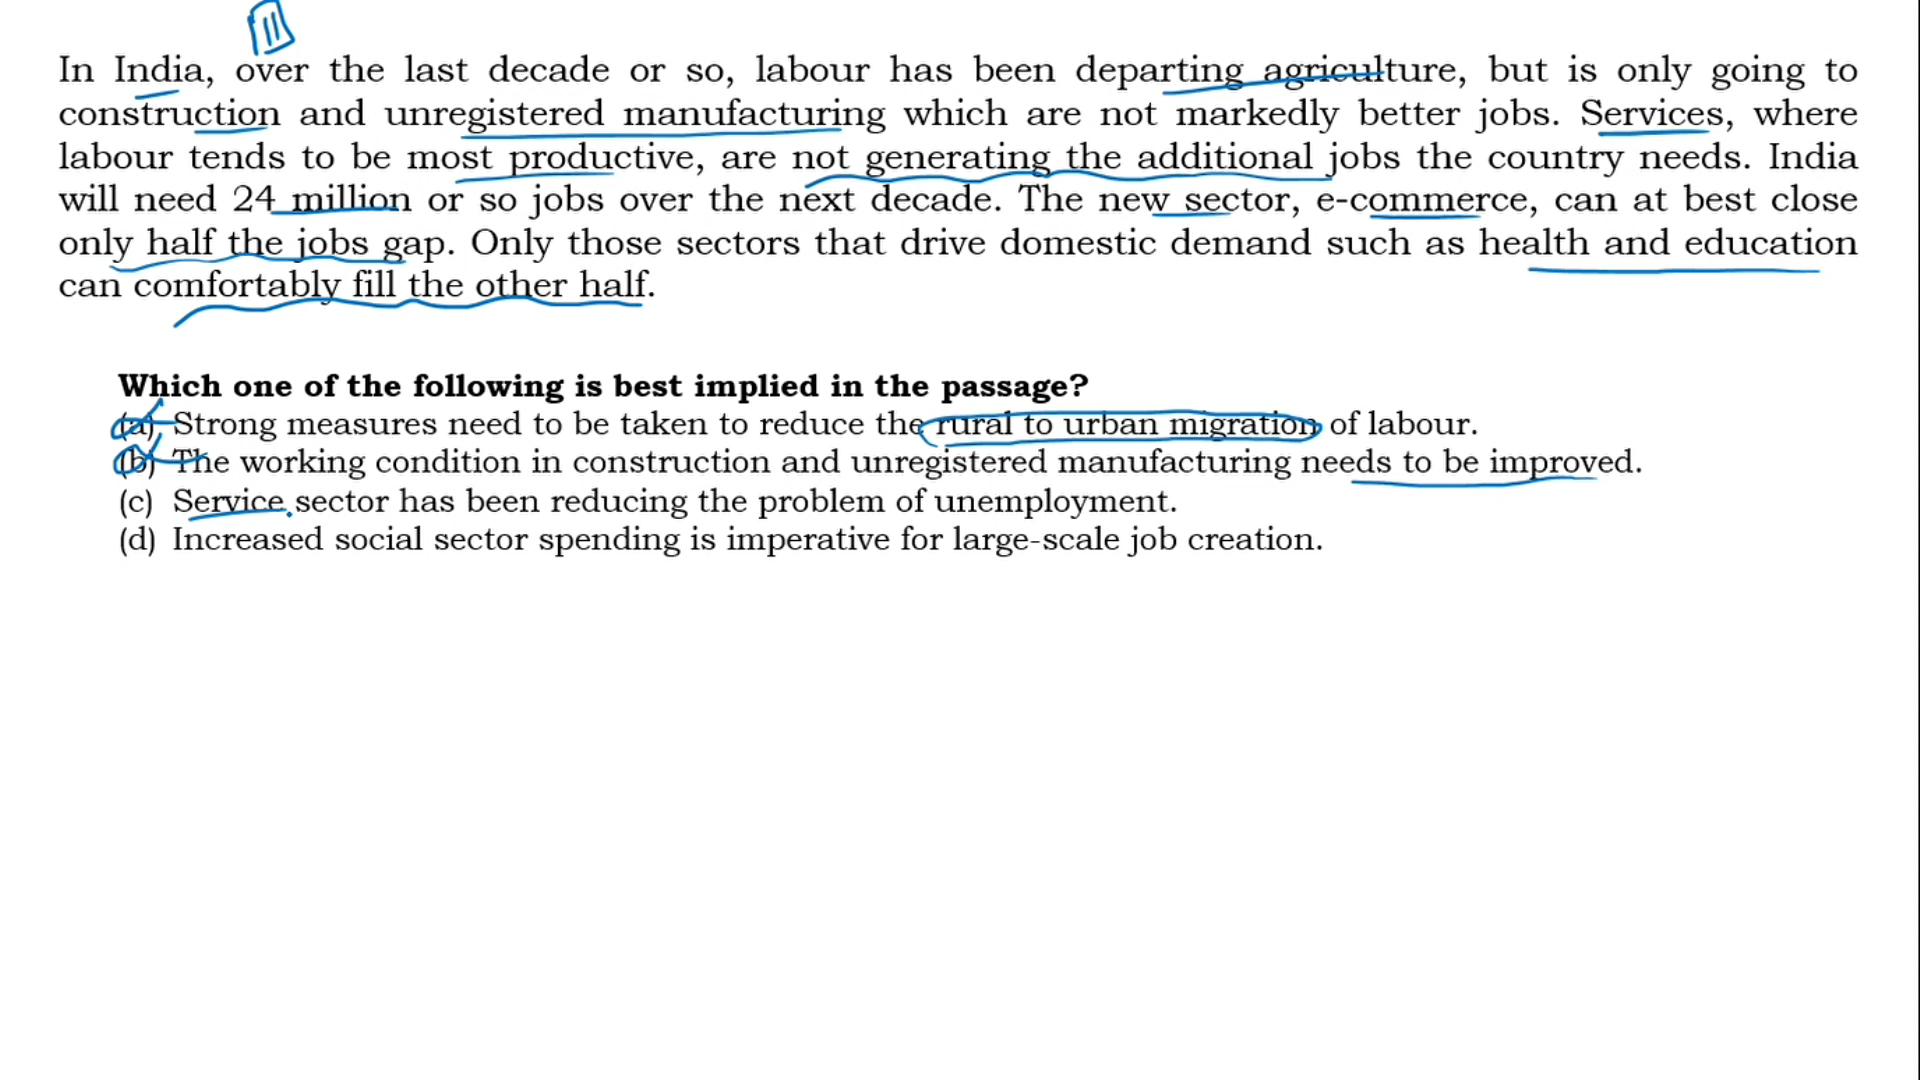 In India, over the last decade or so, labour has been departing agriculture, but is only going to
construction and unregistered manufacturing which are not markedly better jobs. Services, where
labour tends to be most productive, are not generating the additional jobs the country needs. India
will need 24 million or so jobs over the next decade. The new sector, e-commerce, can at best close
only half the jobs gap. Only those sectors that drive domestic demand such as health and education
can comfortably fill the other half.
Which one of the following is best implied in the passage?
(a) Strong measures need to be taken to reduce the rural to urban migration of labour.
(b) The working condition in construction and unregistered manufacturing needs to be improved.
(c) Service sector has been reducing the problem of unemployment.
(d) Increased social sector spending is imperative for large-scale job creation.